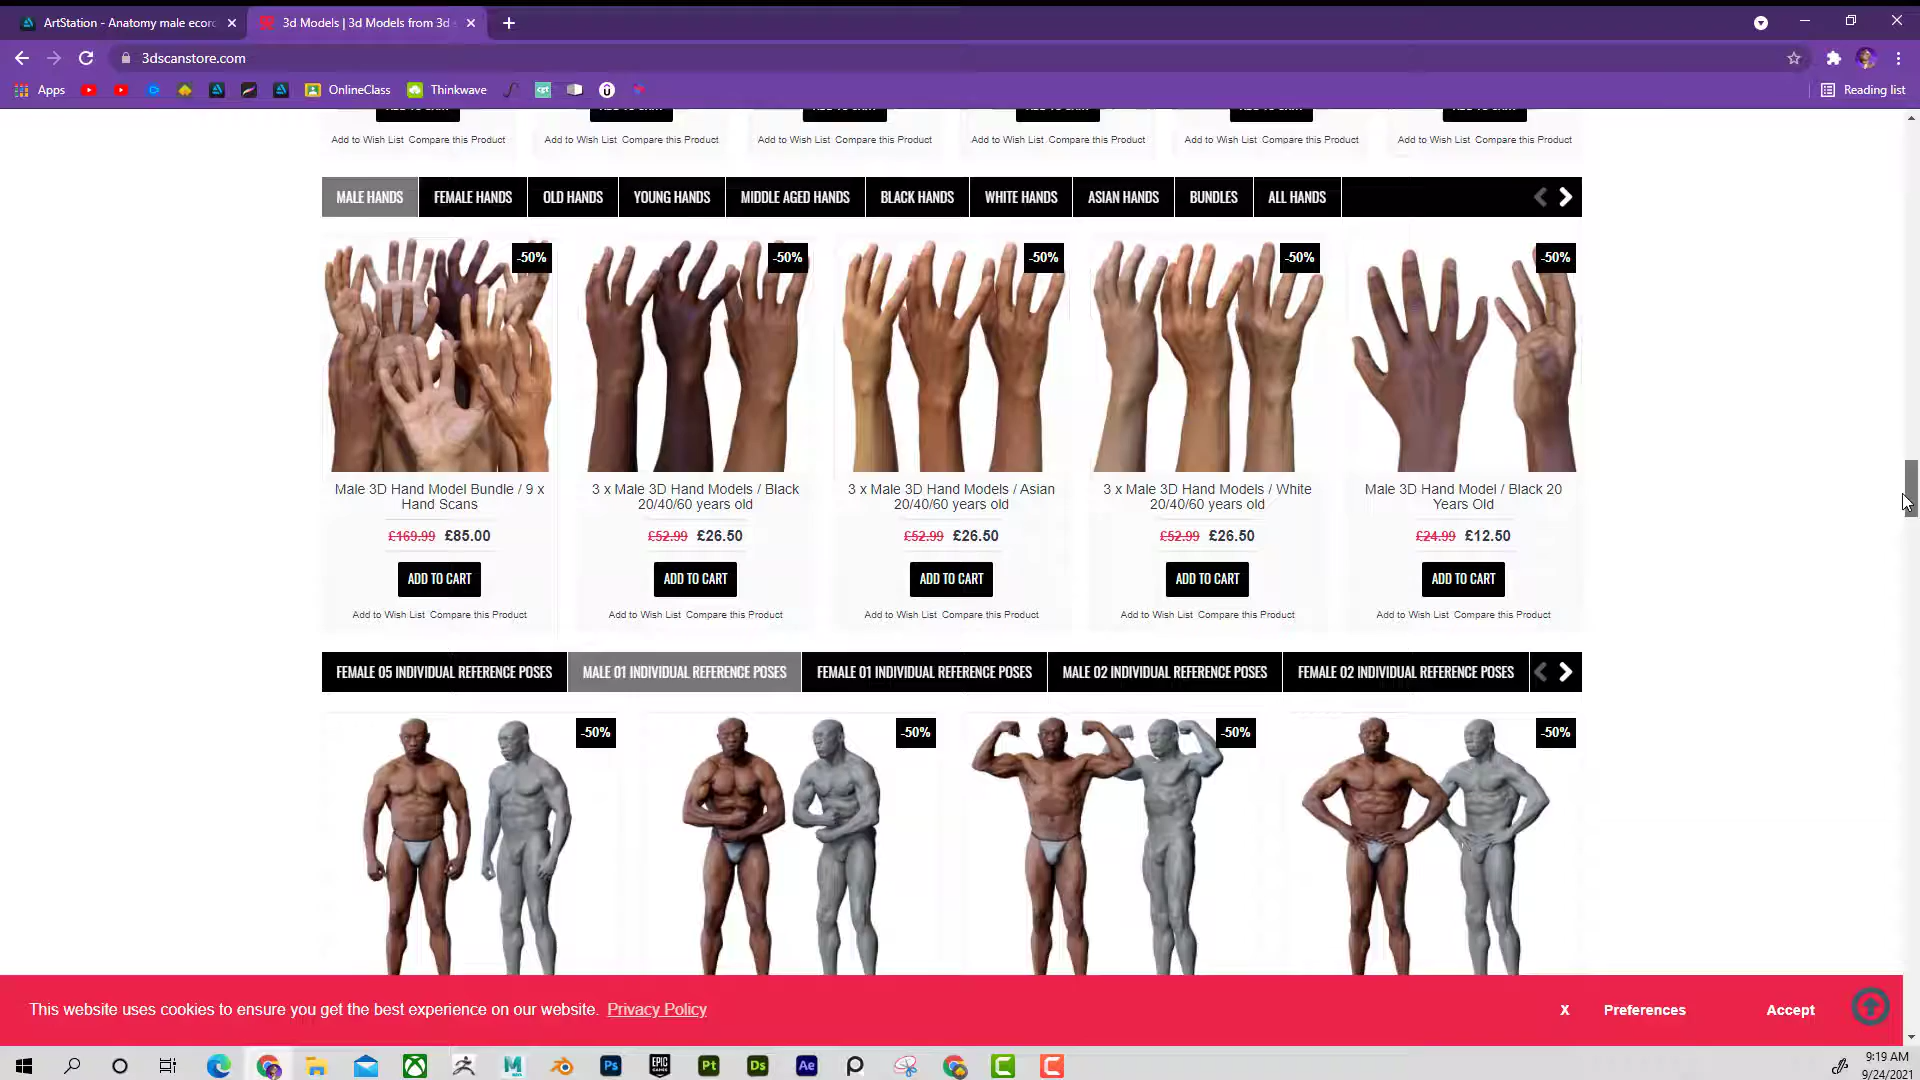 ArtStation - Anatomy male ecorc
3d Models | 3d Models from 3d
3dscanstore.com
Apps
OnlineClass
Thinkwave
Reading list
Add to Wish List Compare this Product
Add to Wish List Compare this Product
Add to Wish List Compare this Product
Add to Wish List Compare this Product
Add to Wish List Compare this Product
Add to Wish List Compare this Product
MALE HANDS
FEMALE HANDS
OLD HANDS
YOUNG HANDS
MIDDLE AGED HANDS
BLACK HANDS
WHITE HANDS
ASIAN HANDS
BUNDLES
ALL HANDS
-50%
-50%
-50%
-50%
-50%
Male 3D Hand Model Bundle / 9 x
Hand Scans
£169.99 £85.00
ADD TO CART
Add to Wish List Compare this Product
3 x Male 3D Hand Models / Black
20/40/60 years old
£52.99 £26.50
ADD TO CART
Add to Wish List Compare this Product
3 x Male 3D Hand Models / Asian
20/40/60 years old
£52.99 £26.50
ADD TO CART
Add to Wish List Compare this Product
3 x Male 3D Hand Models / White
20/40/60 years old
£52.99 £26.50
ADD TO CART
Add to Wish List Compare this Product
Male 3D Hand Model / Black 20
Years Old
£24.99 £12.50
ADD TO CART
Add to Wish List Compare this Product
FEMALE 05 INDIVIDUAL REFERENCE POSES
MALE 01 INDIVIDUAL REFERENCE POSES
FEMALE 01 INDIVIDUAL REFERENCE POSES
MALE 02 INDIVIDUAL REFERENCE POSES
FEMALE 02 INDIVIDUAL REFERENCE POSES
-50%
-50%
-50%
-50%
This website uses cookies to ensure you get the best experience on our website. Privacy Policy
X
Preferences
Accept
Ps
EPIC
GAMES
Pt
Ds
Ae
9:19 AM
9/24/2021